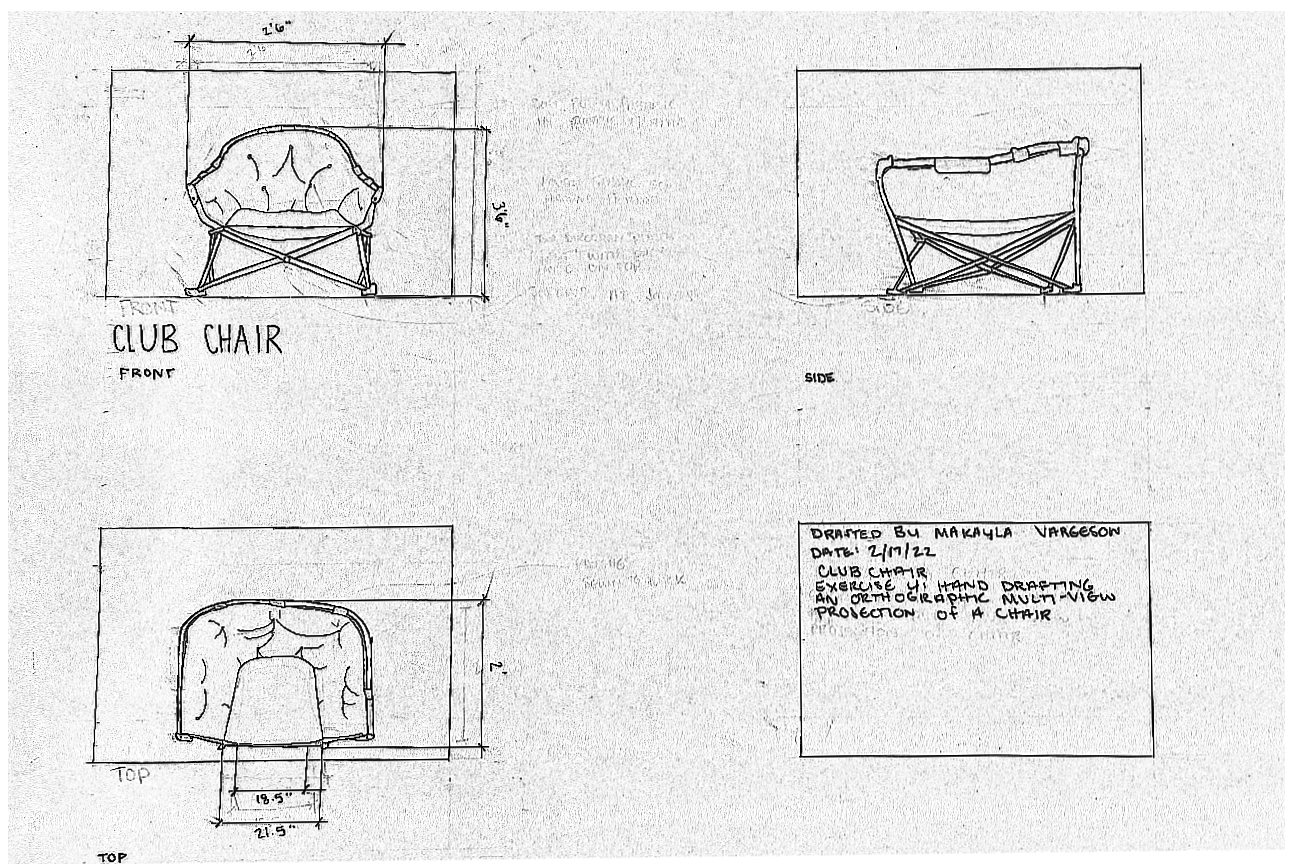 2'6"
2'6
3'6"
FRONT
CLUB CHAIR
FRONT
SIDE
SIDE
2'
TOP
18.5"
21.5"
TOP
DRAFTED BY MAKAYLA VARGESON
DATE: 2/17/22
CLUB CHAIR
EXERCISE 4: HAND DRAFTING
AN ORTHOGRAPHIC MULTI-VIEW
PROJECTION OF A CHAIR